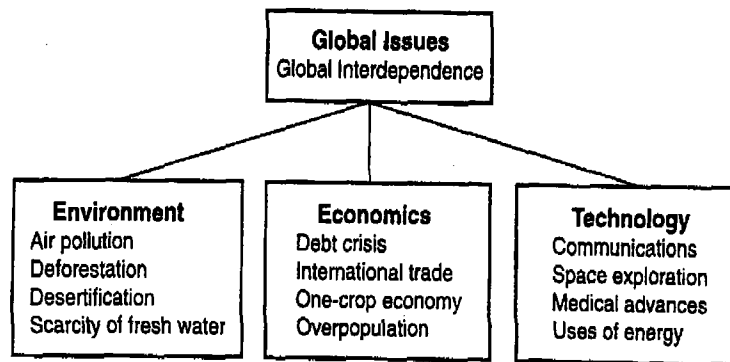 Global Issues
Global Interdependence
Environment
Air pollution
Deforestation
Desertification
Scarcity of fresh water
Economics
Debt crisis
International trade
One-crop economy
Overpopulation
Technology
Communications
Space exploration
Medical advances
Uses of energy